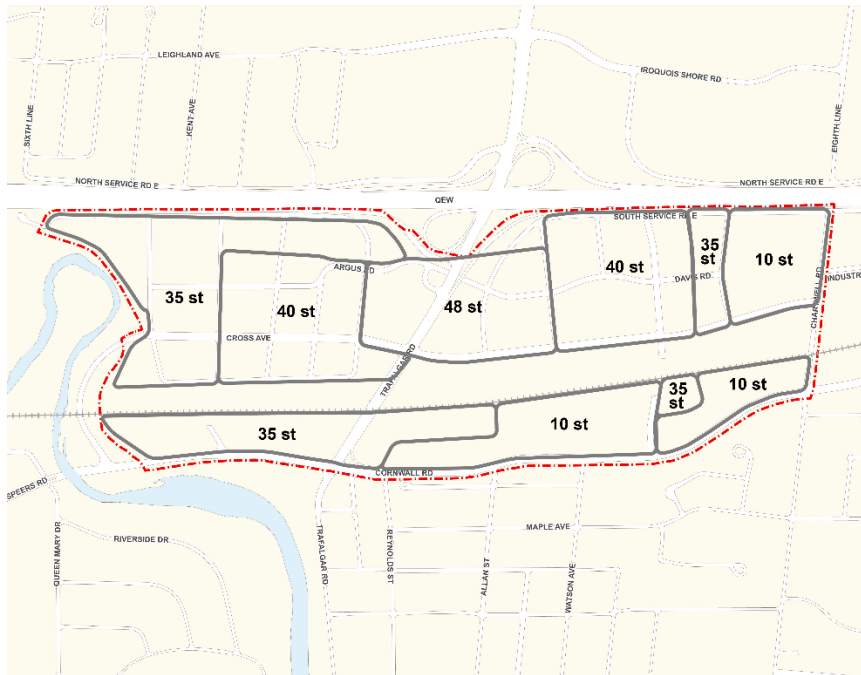 LEIGHLAND AVE
IROQUOIS SHORE RD
SIXTH LINE
KENT AVE
EIGHTH LINE
NORTH SERVICE RD E
NORTH SERVICE RD E
QEW
SOUTH SERVICE RD E
35
st
10 st
40 st
ARGUS RD
DAVIS RD
INDUSTR
35 st
40 st
48 st
CHARTWELL RD
CROSS AVE
TRAFALGAR RD
35
st
10 st
35 st
10 st
CORNWALL RD
SPEERS RD
MAPLE AVE
RIVERSIDE DR
QUEEN MARY DR
TRAFALGAR RD
REYNOLDS ST
ALLAN ST
WATSON AVE